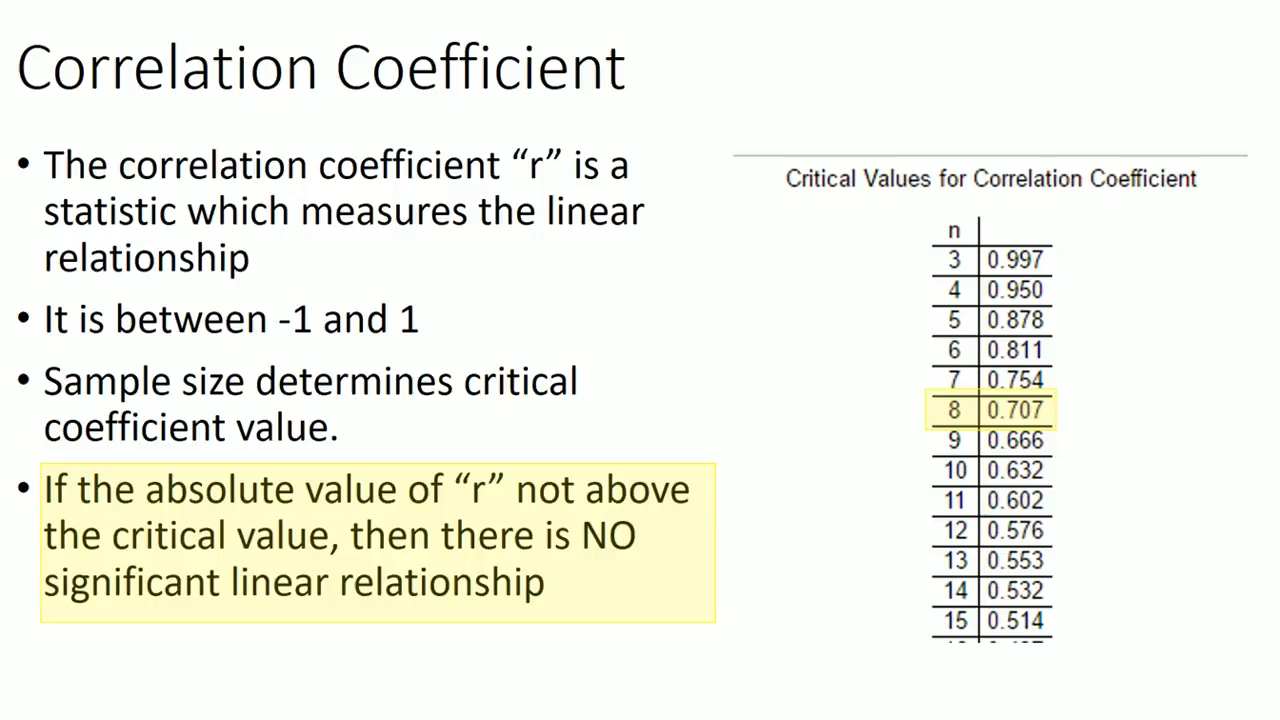 Correlation Coefficient
• The correlation coefficient “r” is a
statistic which measures the linear
relationship
• It is between -1 and 1
• Sample size determines critical
coefficient value.
• If the absolute value of “r” not above
the critical value, then there is NO
significant linear relationship
Critical Values for Correlation Coefficient
n
3 0.997
4 0.950
5 0.878
6 0.811
7 0.754
8 0.707
9 0.666
10 0.632
11 0.602
12 0.576
13 0.553
14 0.532
15 0.514